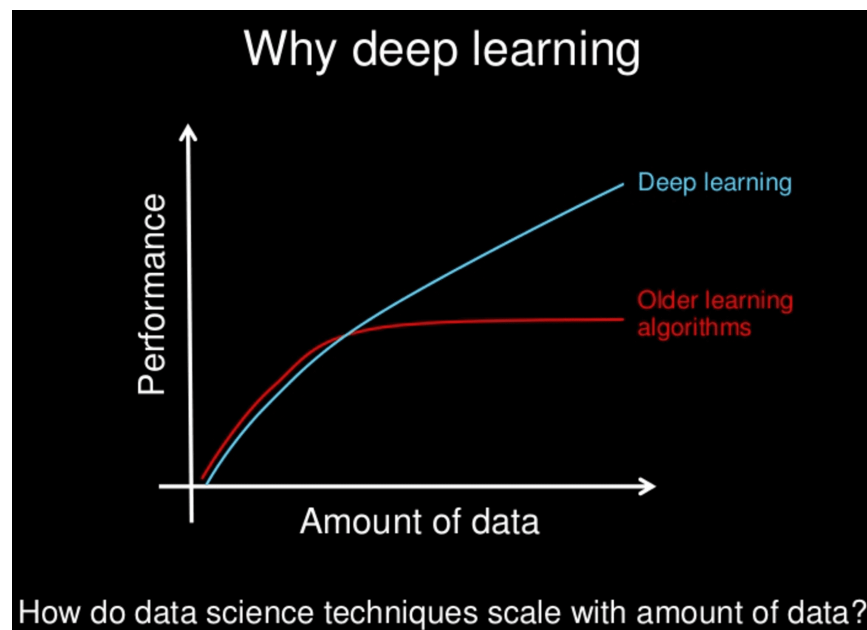 Why deep learning
Deep learning
Older learning
algorithms
Performance
Amount of data
How do data science techniques scale with amount of data?